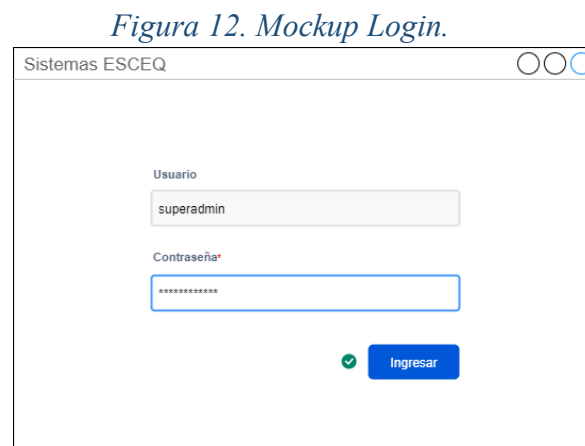 Figura 12. Mockup Login.
Sistemas ESCEQ
Usuario
superadmin
Contraseña*
************
Ingresar